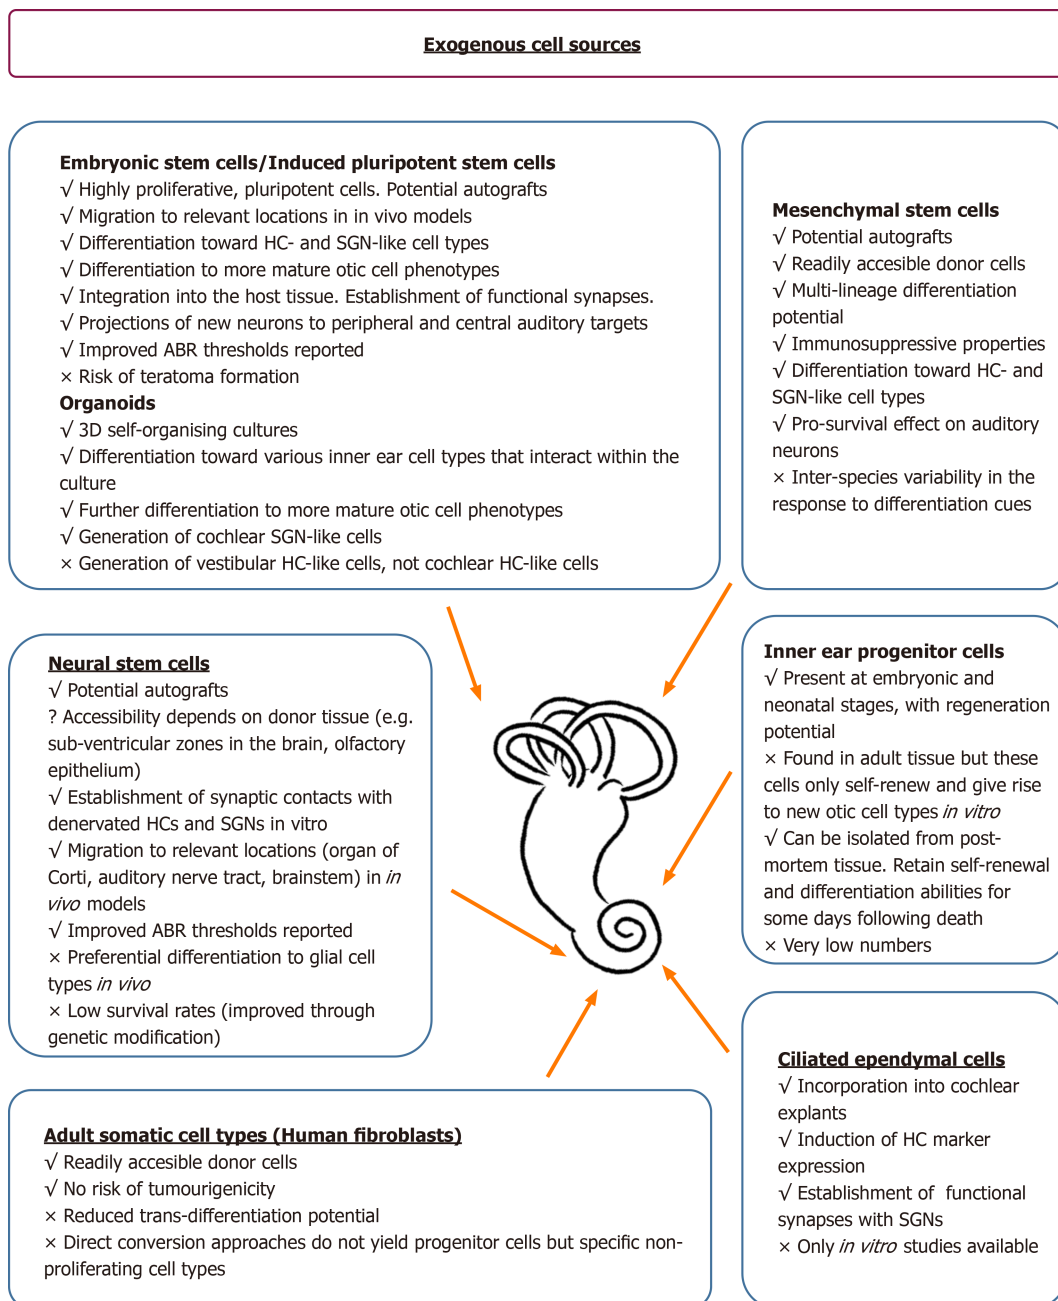 Exogenous cell sources
Embryonic stem cells/Induced pluripotent stem cells
√ Highly proliferative, pluripotent cells. Potential autografts
√ Migration to relevant locations in in vivo models
√ Differentiation toward HC- and SGN-like cell types
√ Differentiation to more mature otic cell phenotypes
√ Integration into the host tissue. Establishment of functional synapses.
√ Projections of new neurons to peripheral and central auditory targets
√ Improved ABR thresholds reported
× Risk of teratoma formation
Organoids
√ 3D self-organising cultures
√ Differentiation toward various inner ear cell types that interact within the
culture
√ Further differentiation to more mature otic cell phenotypes
√ Generation of cochlear SGN-like cells
× Generation of vestibular HC-like cells, not cochlear HC-like cells
Mesenchymal stem cells
√ Potential autografts
√ Readily accesible donor cells
√ Multi-lineage differentiation
potential
√ Immunosuppressive properties
√ Differentiation toward HC- and
SGN-like cell types
√ Pro-survival effect on auditory
neurons
× Inter-species variability in the
response to differentiation cues
Neural stem cells
√ Potential autografts
? Accessibility depends on donor tissue (e.g.
sub-ventricular zones in the brain, olfactory
epithelium)
√ Establishment of synaptic contacts with
denervated HCs and SGNs in vitro
√ Migration to relevant locations (organ of
Corti, auditory nerve tract, brainstem) in in
vivo models
√ Improved ABR thresholds reported
× Preferential differentiation to glial cell
types in vivo
× Low survival rates (improved through
genetic modification)
Inner ear progenitor cells
√ Present at embryonic and
neonatal stages, with regeneration
potential
× Found in adult tissue but these
cells only self-renew and give rise
to new otic cell types in vitro
√ Can be isolated from post-
mortem tissue. Retain self-renewal
and differentiation abilities for
some days following death
× Very low numbers
Adult somatic cell types (Human fibroblasts)
√ Readily accesible donor cells
√ No risk of tumourigenicity
× Reduced trans-differentiation potential
× Direct conversion approaches do not yield progenitor cells but specific non-
proliferating cell types
Ciliated ependymal cells
√ Incorporation into cochlear
explants
√ Induction of HC marker
expression
√ Establishment of functional
synapses with SGNs
× Only in vitro studies available